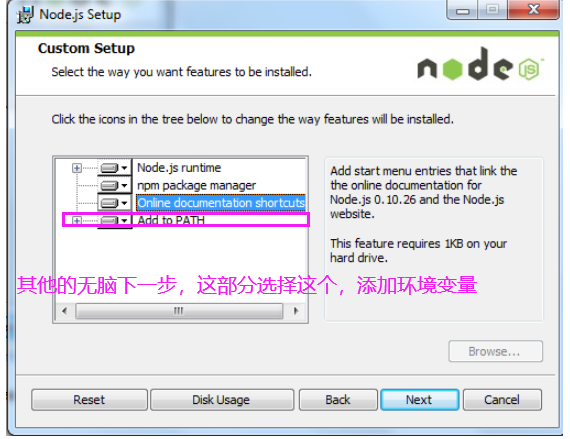 Node.js Setup
Custom Setup
Select the way you want features to be installed.
node
JS
Click the icons in the tree below to change the way features will be installed.
Node.js runtime
npm package manager
Online documentation shortcuts
Add to PATH
Add start menu entries that link the
the online documentation for
Node.js 0.10.26 and the Node.js
website.
This feature requires 1KB on your
hard drive.
其他的无脑下一步，这部分选择这个，添加环境变量
Browse...
Reset
Disk Usage
Back
Next
Cancel